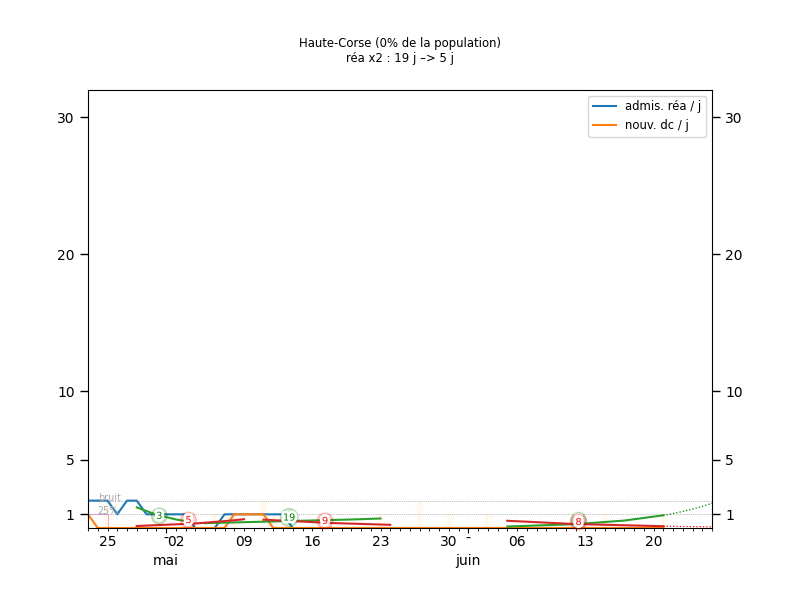 Haute-Corse (0% de la population)
réa x2 : 19 j –> 5 j
admis. réa / j
nouv. dc / j
30 30
20 20
10 10
5 5
1 1
bruit
25%
3 5 19 9 8
25 02 09 16 23 30 - 06 13 20
mai juin